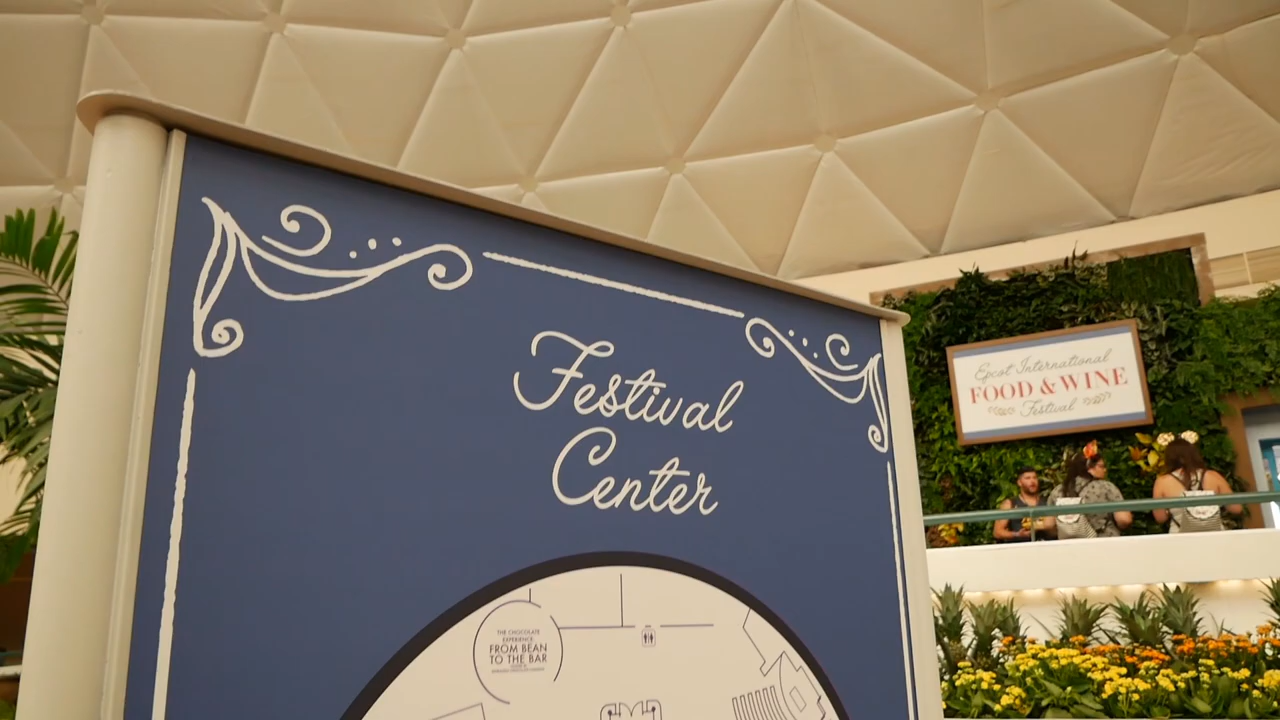 Festival
Center
THE CHOCOLATE
EXPERIENCE
FROM BEAN
TO THE BAR
Epcot International
FOOD & WINE
Festival